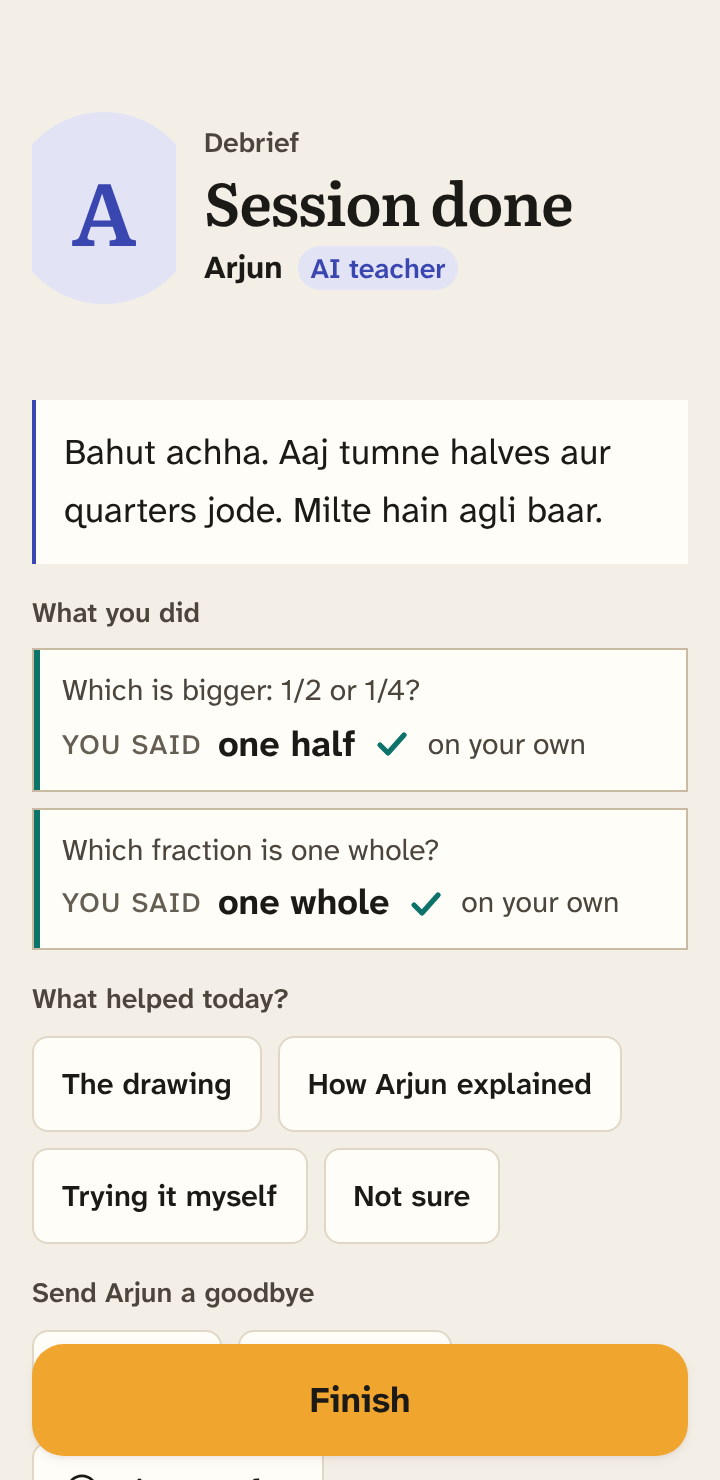 A
Debrief
Session done
Arjun AI teacher
Bahut achha. Aaj tumne halves aur
quarters jode. Milte hain agli baar.
What you did
Which is bigger: 1/2 or 1/4?
YOU SAID one half on your own
Which fraction is one whole?
YOU SAID one whole on your own
What helped today?
The drawing How Arjun explained
Trying it myself Not sure
Send Arjun a goodbye
Finish